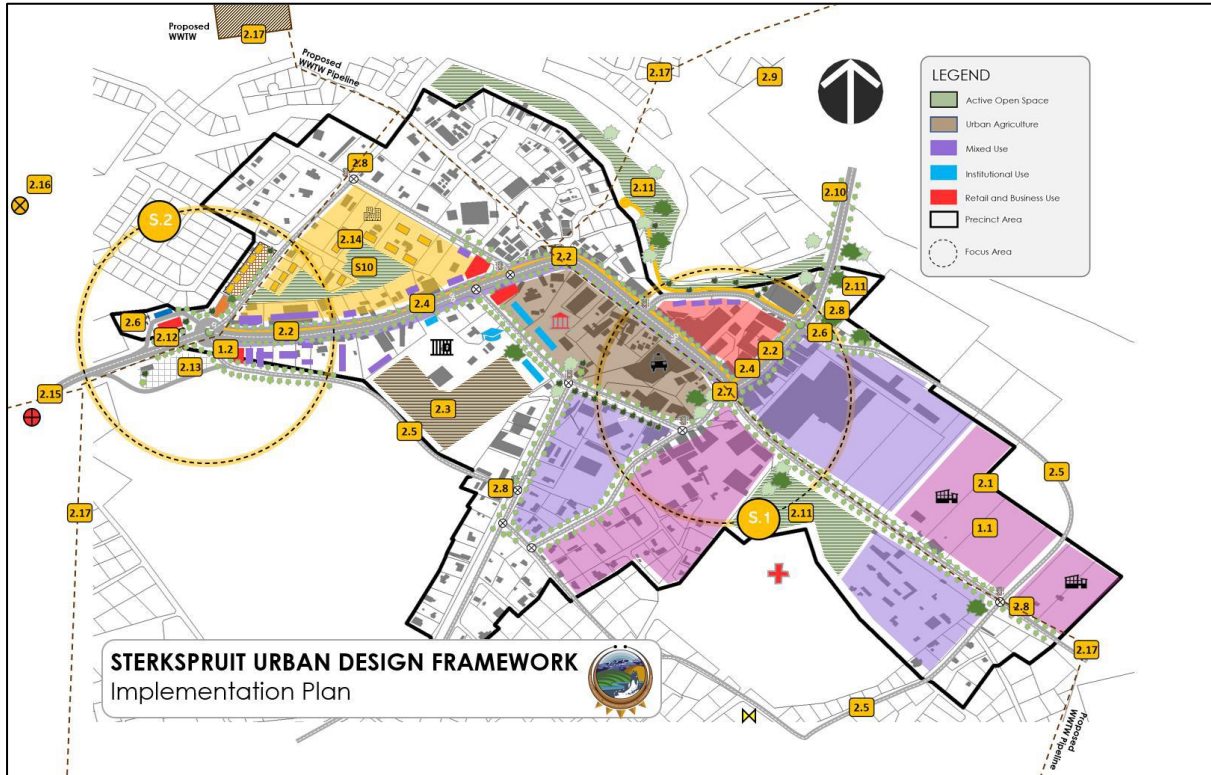 Proposed
WWTW
2.17
Proposed
WWTW Pipeline
2.17
2.9
LEGEND
Active Open Space
Urban Agriculture
Mixed Use
Institutional Use
Retail and Business Use
Precinct Area
Focus Area
2.8
2.16
S.2
2.11
2.10
2.14
S10
2.2
2.4
2.11
2.6
2.2
2.8
2.12
2.6
1.2
2.2
2.13
2.4
2.15
2.7
2.3
2.5
2.5
2.1
2.8
1.1
2.17
S.1
2.11
2.8
2.17
2.5
STERKSPRUIT URBAN DESIGN FRAMEWORK
Implementation Plan
Proposed
WWTW Pipeline